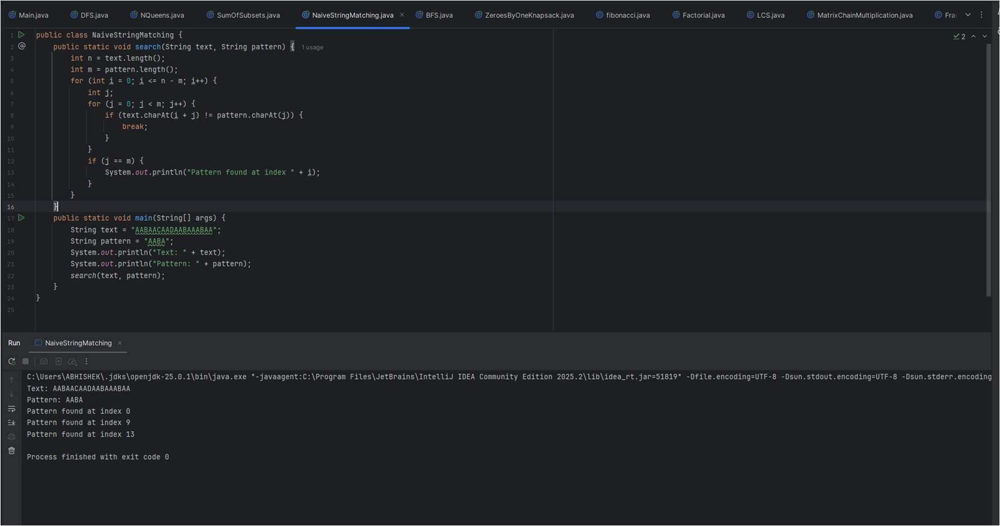 Main.java DFS.java NQueens.java SumOfSubsets.java NaiveStringMatching.java BFS.java ZeroesByOneKnapsack.java fibonacci.java Factorial.java LCS.java MatrixChainMultiplication.java Fra
1 public class NaiveStringMatching { 2
2 @ public static void search(String text, String pattern) { 1 usage
3 int n = text.length();
4 int m = pattern.length();
5 for (int i = 0; i <= n - m; i++) {
6 int j;
7 for (j = 0; j < m; j++) {
8 if (text.charAt(i + j) != pattern.charAt(j)) {
9 break;
10 }
11 }
12 if (j == m) {
13 System.out.println("Pattern found at index " + i);
14 }
15 }
16 }
17 public static void main(String[] args) {
18 String text = "AABAACAADAABAAABAA";
19 String pattern = "AABA";
20 System.out.println("Text: " + text);
21 System.out.println("Pattern: " + pattern);
22 search(text, pattern);
23 }
24 }
25
Run NaiveStringMatching
C:\Users\ABHISHEK\.jdks\openjdk-25.0.1\bin\java.exe "-javaagent:C:\Program Files\JetBrains\IntelliJ IDEA Community Edition 2025.2\lib\idea_rt.jar=51819" -Dfile.encoding=UTF-8 -Dsun.stdout.encoding=UTF-8 -Dsun.stderr.encoding
Text: AABAACAADAABAAABAA
Pattern: AABA
Pattern found at index 0
Pattern found at index 9
Pattern found at index 13
Process finished with exit code 0